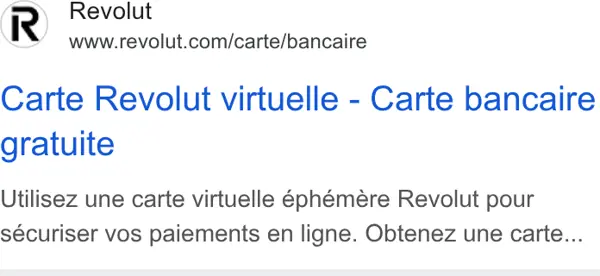 Revolut
www.revolut.com/carte/bancaire
Carte Revolut virtuelle - Carte bancaire
gratuite
Utilisez une carte virtuelle éphémère Revolut pour
sécuriser vos paiements en ligne. Obtenez une carte...